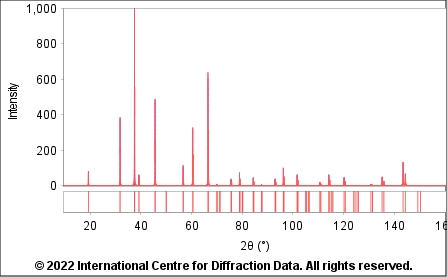 1,000
800
600
400
200
0
Intensity
20 40 60 80 100 120 140 16
2θ (°)
© 2022 International Centre for Diffraction Data. All rights reserved.